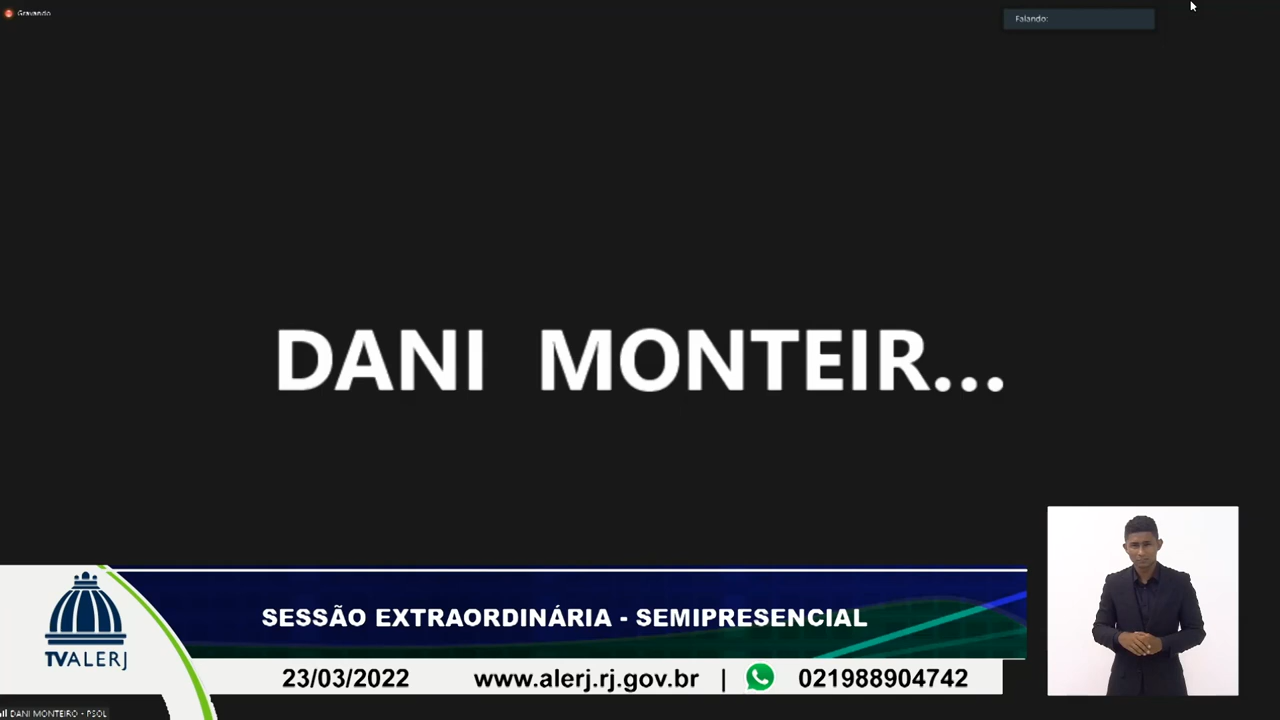 Gravando
Falando:
DANI MONTEIR...
SESSÃO EXTRAORDINÁRIA - SEMIPRESENCIAL
TVALERJ
23/03/2022 www.alerj.rj.gov.br | 021988904742
DANI MONTEIRO - PSOL